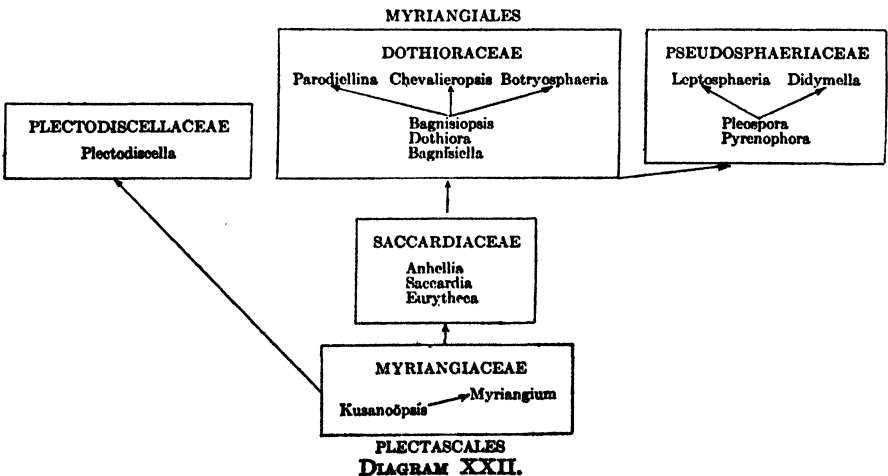 MYRIANGIALES
DOTHIORACEAE
Parodiellina Chevalieropsis Botryosphaeria
Bagnisiopsis
Dothiora
Bagnisiella
PSEUDOSPHAERIACEAE
Leptosphaeria Didymella
Pleospora
Pyrenophora
PLECTODISCELLACEAE
Plectodiscella
SACCARDIACEAE
Anhellia
Saccardia
Eurytheca
MYRIANGIACEAE
Myriangium
Kusanoöpsis
PLECTASCALES
DIAGRAM XXII.